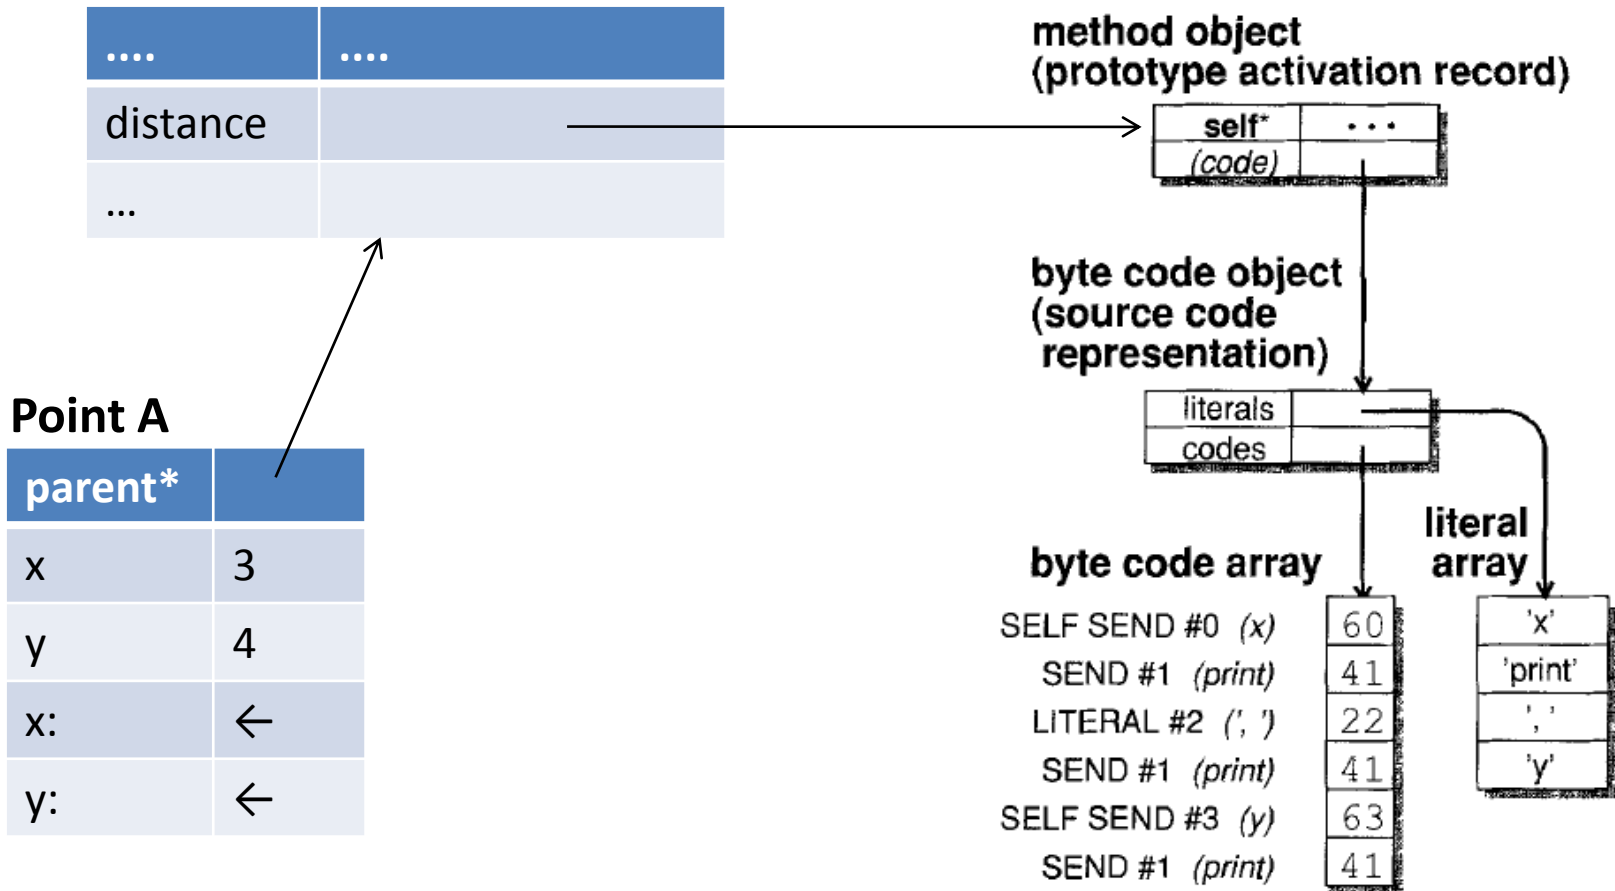 .... ....
distance
...
Point A
parent*
x 3
y 4
x: ←
y: ←
method object
(prototype activation record)
self* • • •
(code)
byte code object
(source code
representation)
literals
codes
byte code array
literal
array
SELF SEND #0 (x) 60
SEND #1 (print) 41
LITERAL #2 (', ') 22
SEND #1 (print) 41
SELF SEND #3 (y) 63
SEND #1 (print) 41
'x'
'print'
', '
'y'